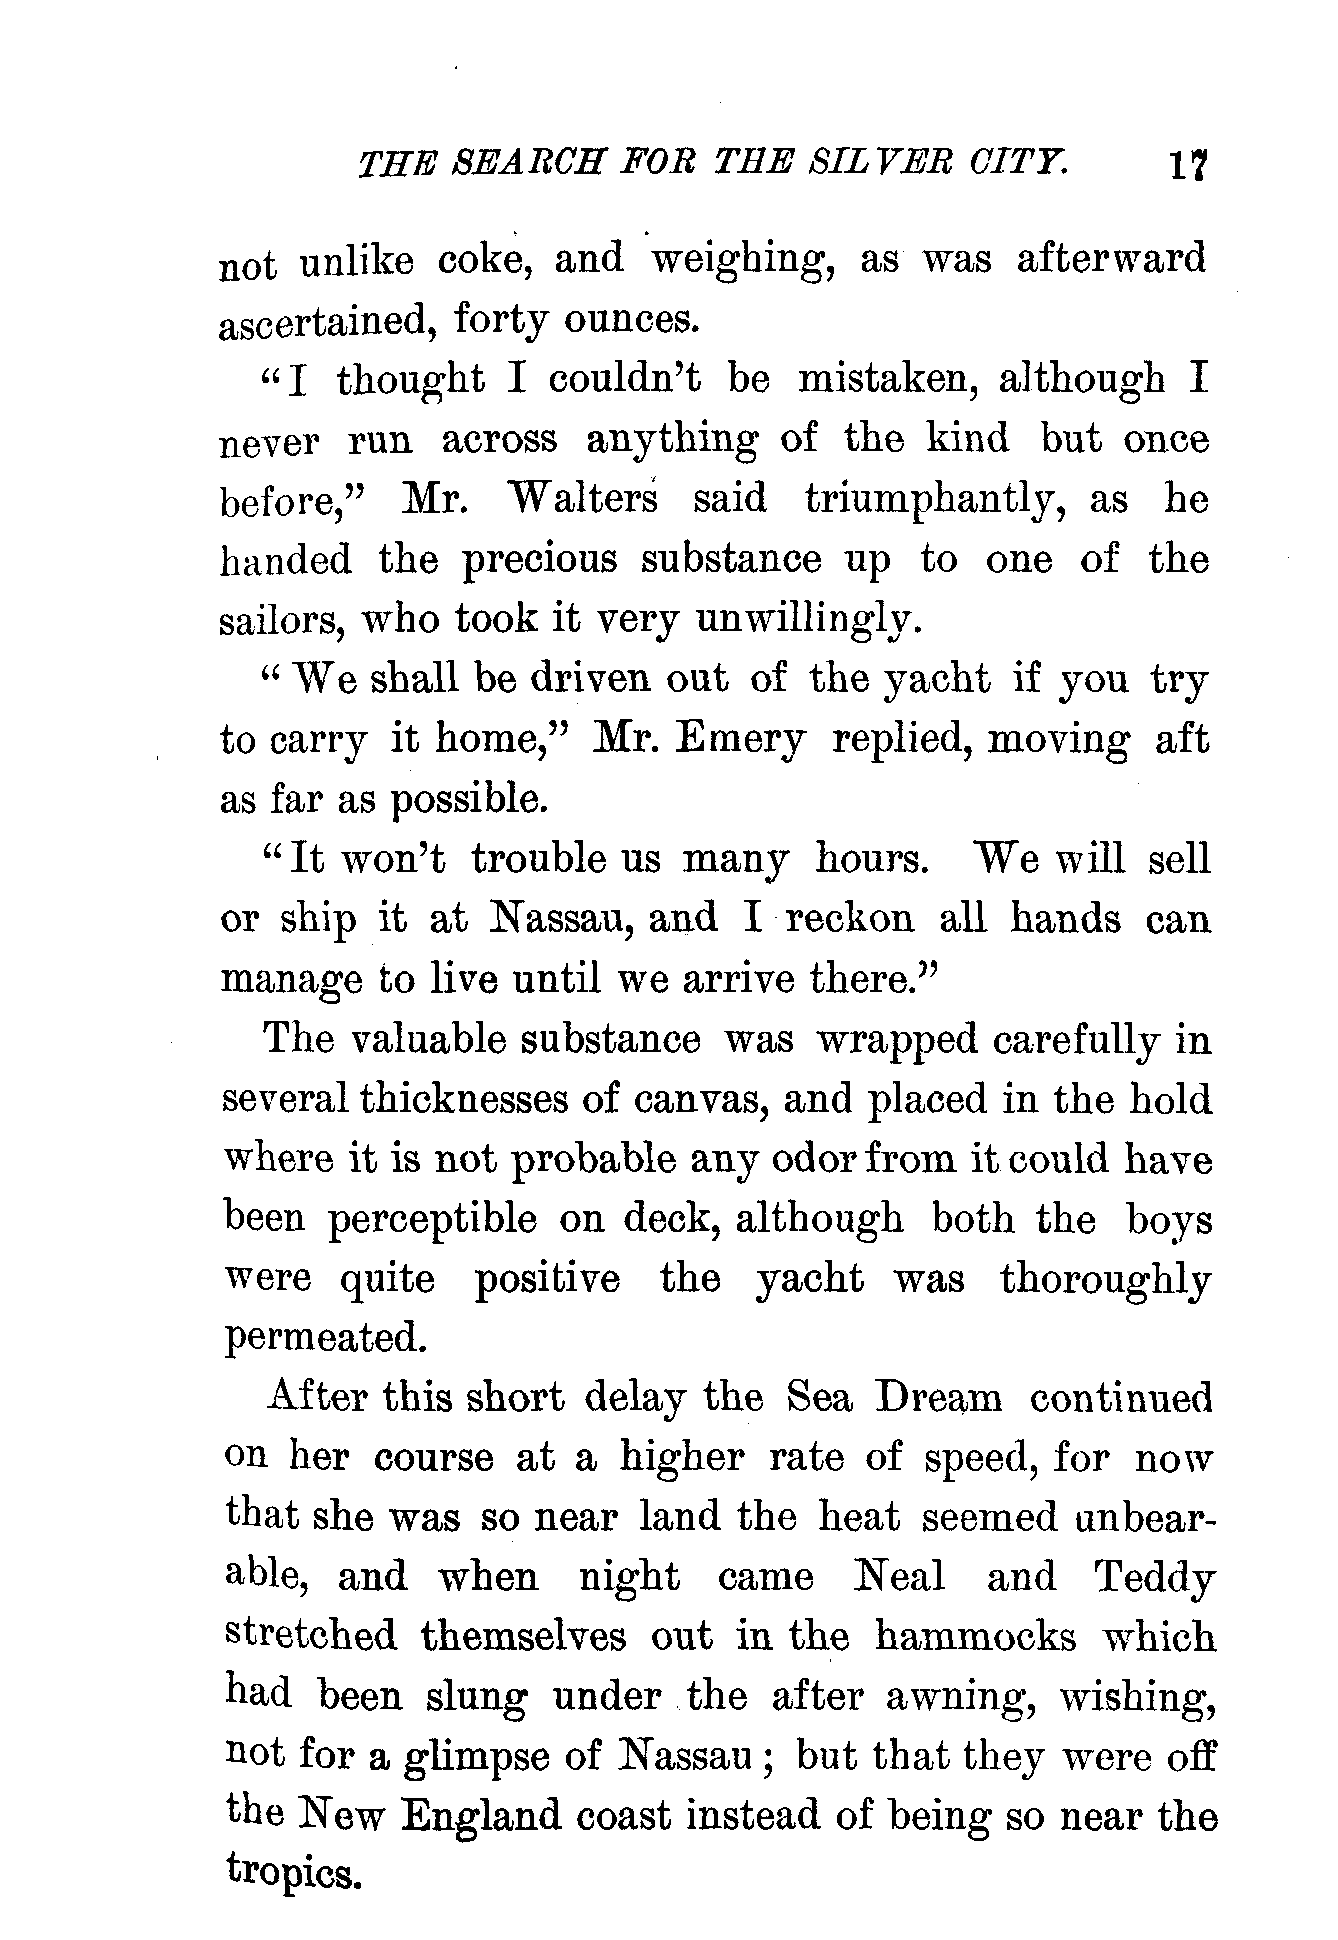 THE SEARCH FOR THE SILVER CITY. 17
not unlike coke, and weighing, as was afterward
ascertained, forty ounces.
“I thought I couldn’t be mistaken, although I
never run across anything of the kind but once
before,” Mr. Walters said triumphantly, as he
handed the precious substance up to one of the
sailors, who took it very unwillingly.
“We shall be driven out of the yacht if you try
to carry it home,” Mr. Emery replied, moving aft
as far as possible.
“It won’t trouble us many hours. We will sell
or ship it at Nassau, and I reckon all hands can
manage to live until we arrive there.”
The valuable substance was wrapped carefully in
several thicknesses of canvas, and placed in the hold
where it is not probable any odor from it could have
been perceptible on deck, although both the boys
were quite positive the yacht was thoroughly
permeated.
After this short delay the Sea Dream continued
on her course at a higher rate of speed, for now
that she was so near land the heat seemed unbear-
able, and when night came Neal and Teddy
stretched themselves out in the hammocks which
had been slung under the after awning, wishing,
not for a glimpse of Nassau; but that they were off
the New England coast instead of being so near the
tropics.